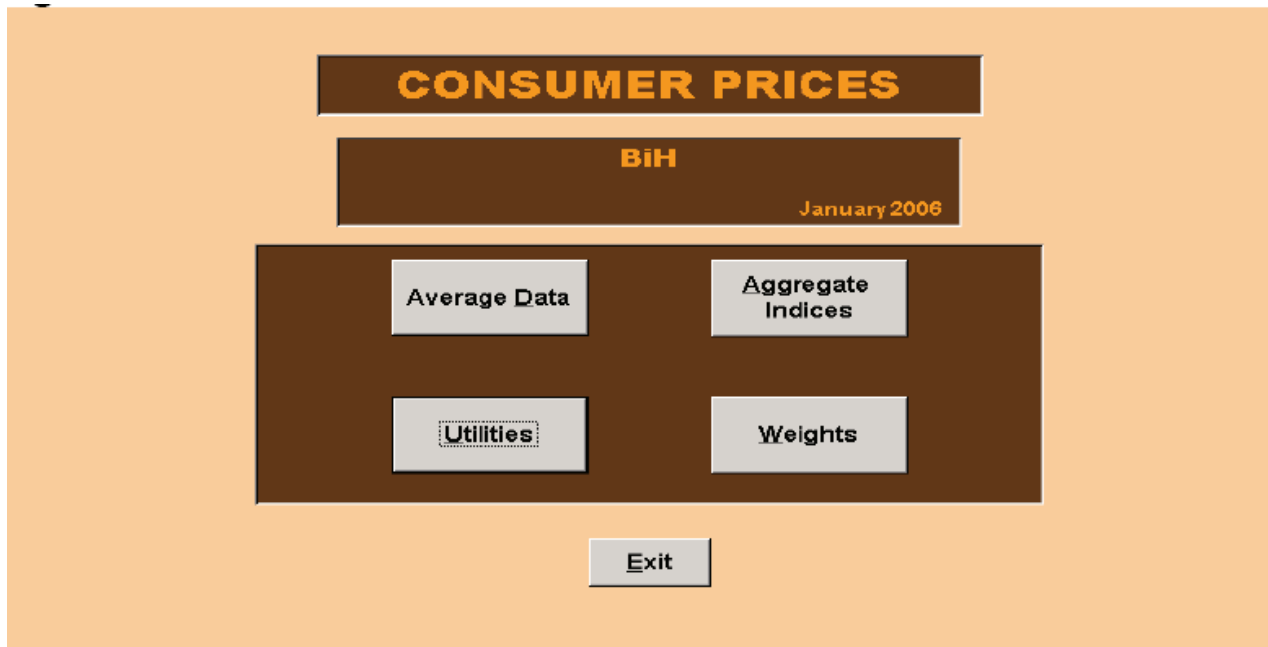 CONSUMER PRICES
BiH
January 2006
Average Data
Aggregate
Indices
Utilities
Weights
Exit